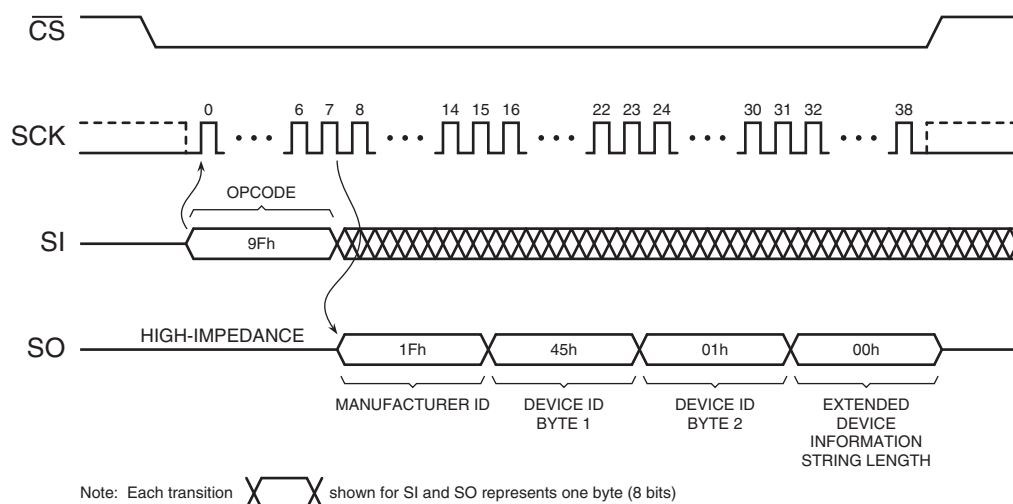 CS
SCK
0 6 7 8 14 15 16 22 23 24 30 31 32 38
OPCODE
SI
9Fh
HIGH-IMPEDANCE
SO
1Fh 45h 01h 00h
MANUFACTURER ID
DEVICE ID
BYTE 1
DEVICE ID
BYTE 2
EXTENDED
DEVICE
INFORMATION
STRING LENGTH
Note: Each transition shown for SI and SO represents one byte (8 bits)